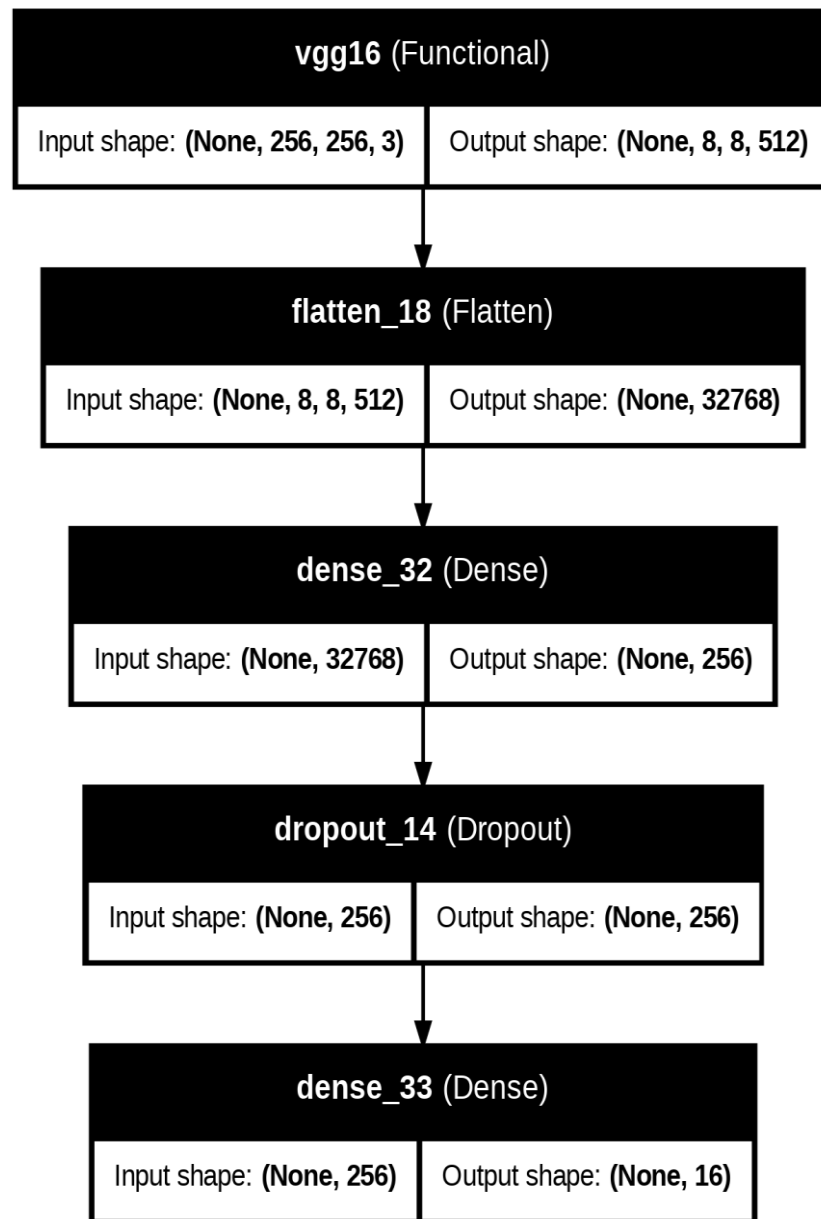 vgg16 (Functional)
Input shape: (None, 256, 256, 3) Output shape: (None, 8, 8, 512)
flatten_18 (Flatten)
Input shape: (None, 8, 8, 512) Output shape: (None, 32768)
dense_32 (Dense)
Input shape: (None, 32768) Output shape: (None, 256)
dropout_14 (Dropout)
Input shape: (None, 256) Output shape: (None, 256)
dense_33 (Dense)
Input shape: (None, 256) Output shape: (None, 16)